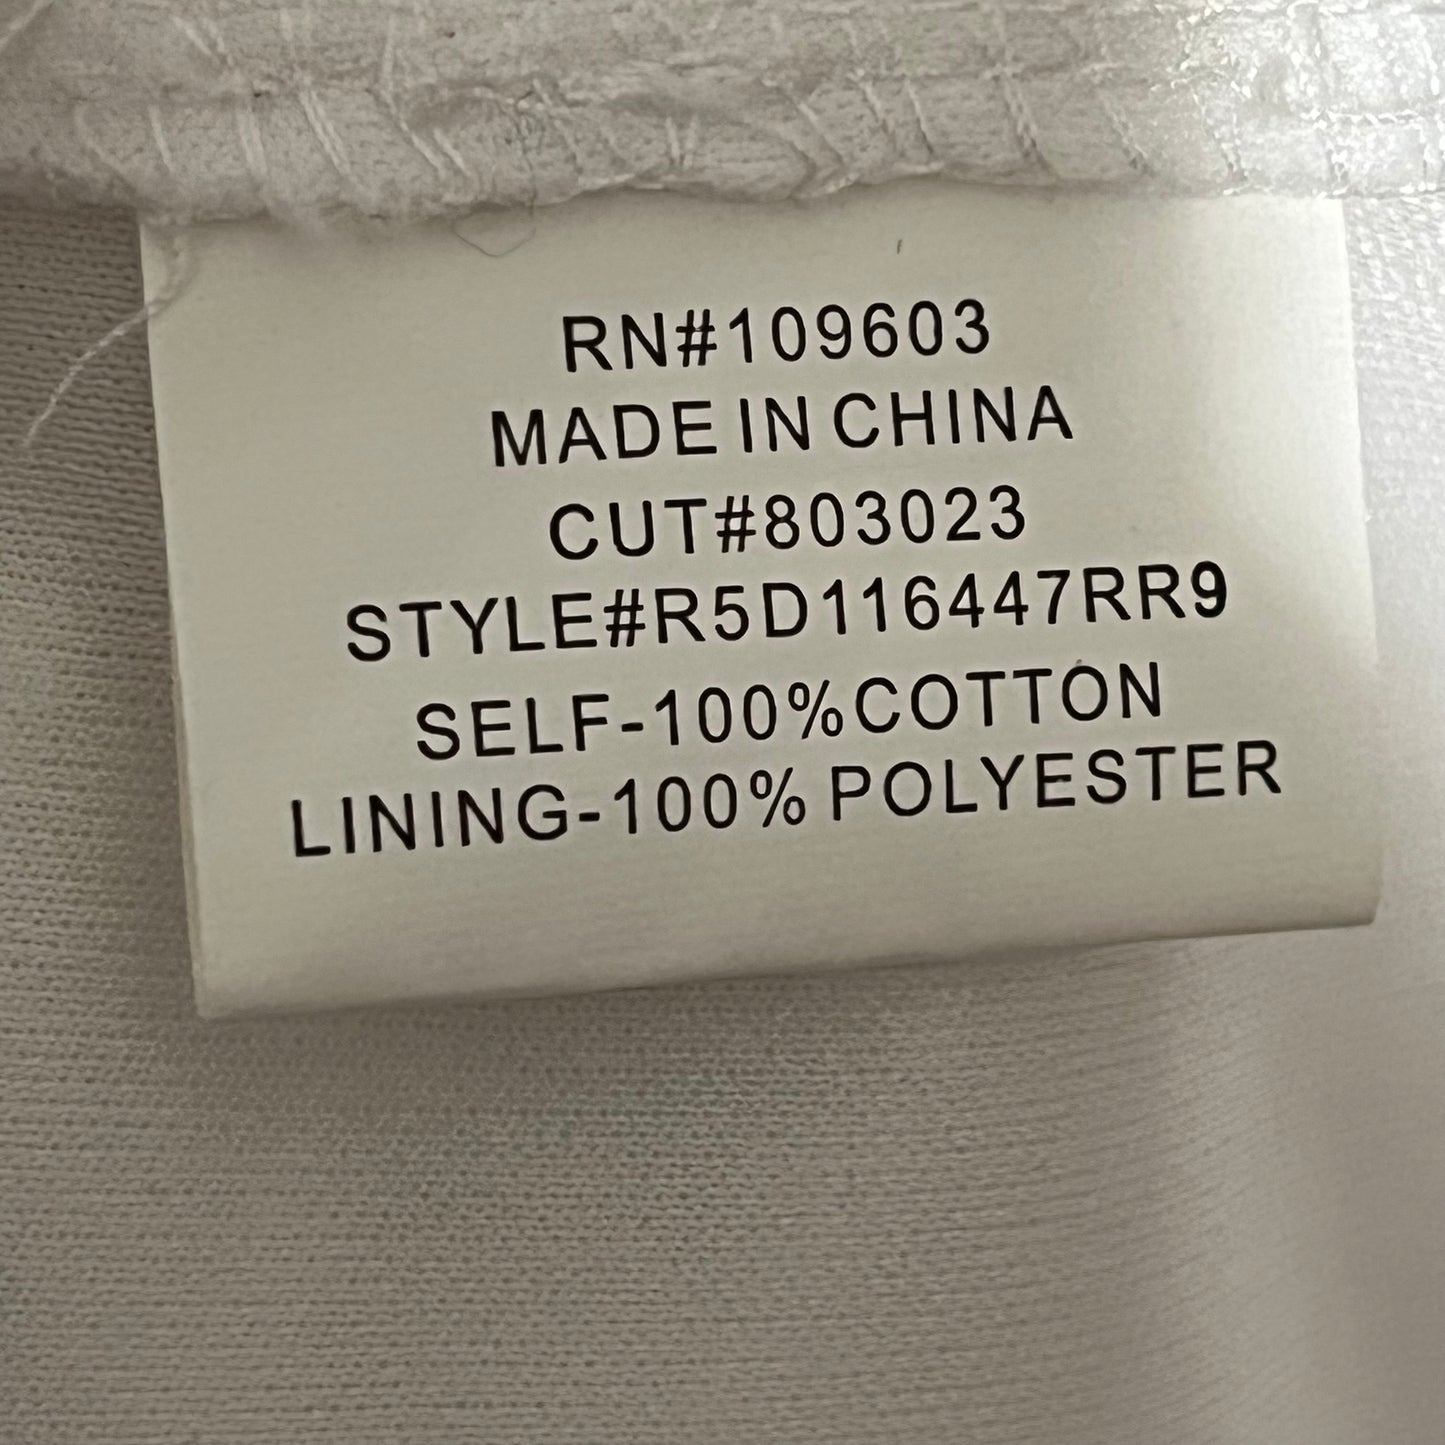 RN#109603
MADE IN CHINA
CUT#803023
STYLE#R5D116447RR9
SELF-100%COTTON
LINING-100% POLYESTER